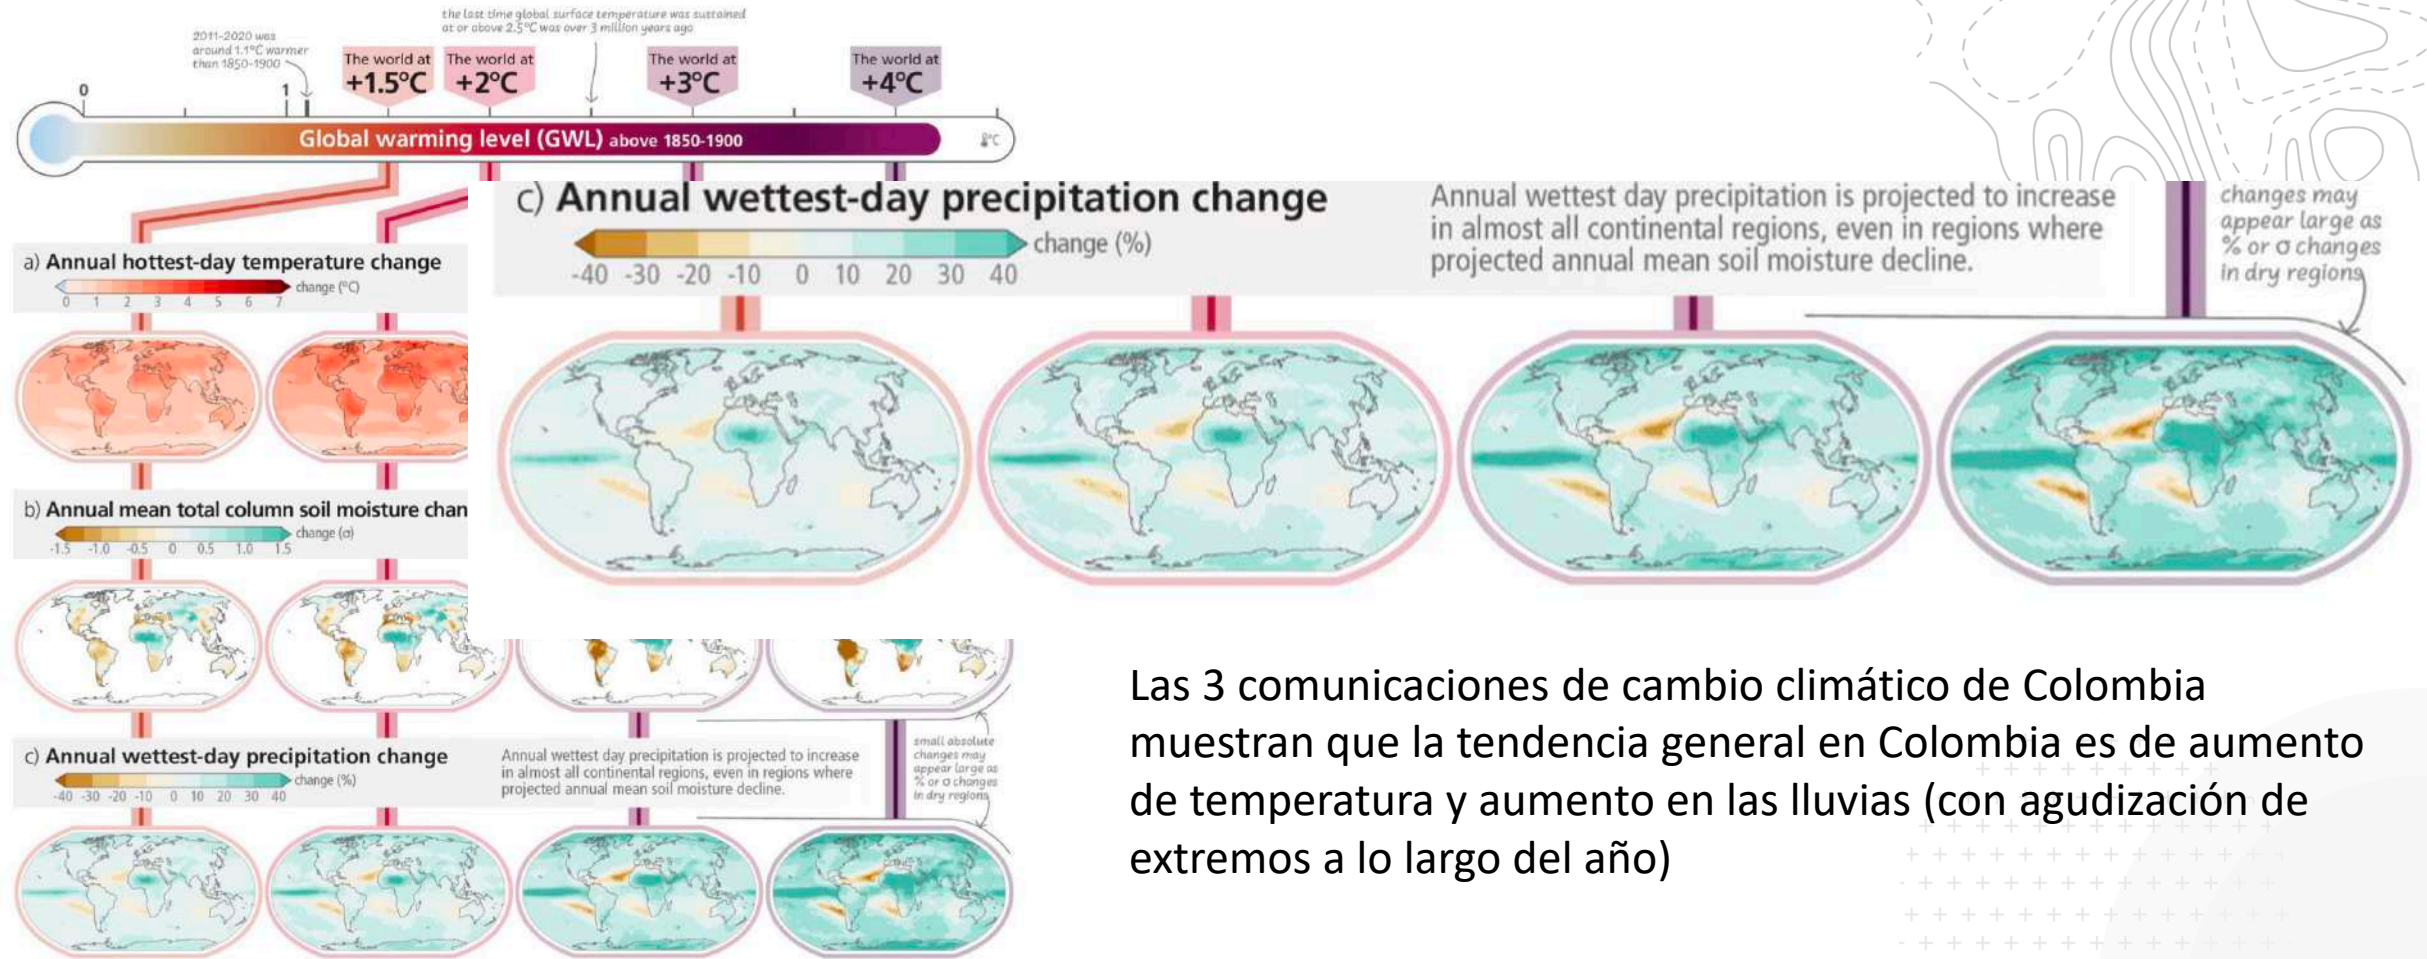 the last time global surface temperature was sustained
at or above 2.5°C was over 3 million years ago
2011-2020 was
around 1.1°C warmer
than 1850-1900
The world at
+1.5°C
The world at
+2°C
The world at
+3°C
The world at
+4°C
0
1
Global warming level (GWL) above 1850-1900
°C
c) Annual wettest-day precipitation change
change (%)
-40 -30 -20 -10 0 10 20 30 40
Annual wettest day precipitation is projected to increase
in almost all continental regions, even in regions where
projected annual mean soil moisture decline.
changes may
appear large as
% or σ changes
in dry regions
a) Annual hottest-day temperature change
change (°C)
0 1 2 3 4 5 6 7
b) Annual mean total column soil moisture chan
change (σ)
-1.5 -1.0 -0.5 0 0.5 1.0 1.5
c) Annual wettest-day precipitation change
change (%)
-40 -30 -20 -10 0 10 20 30 40
Annual wettest day precipitation is projected to increase
in almost all continental regions, even in regions where
projected annual mean soil moisture decline.
small absolute
changes may
appear large as
% or σ changes
in dry regions
Las 3 comunicaciones de cambio climático de Colombia
muestran que la tendencia general en Colombia es de aumento
de temperatura y aumento en las lluvias (con agudización de
extremos a lo largo del año)